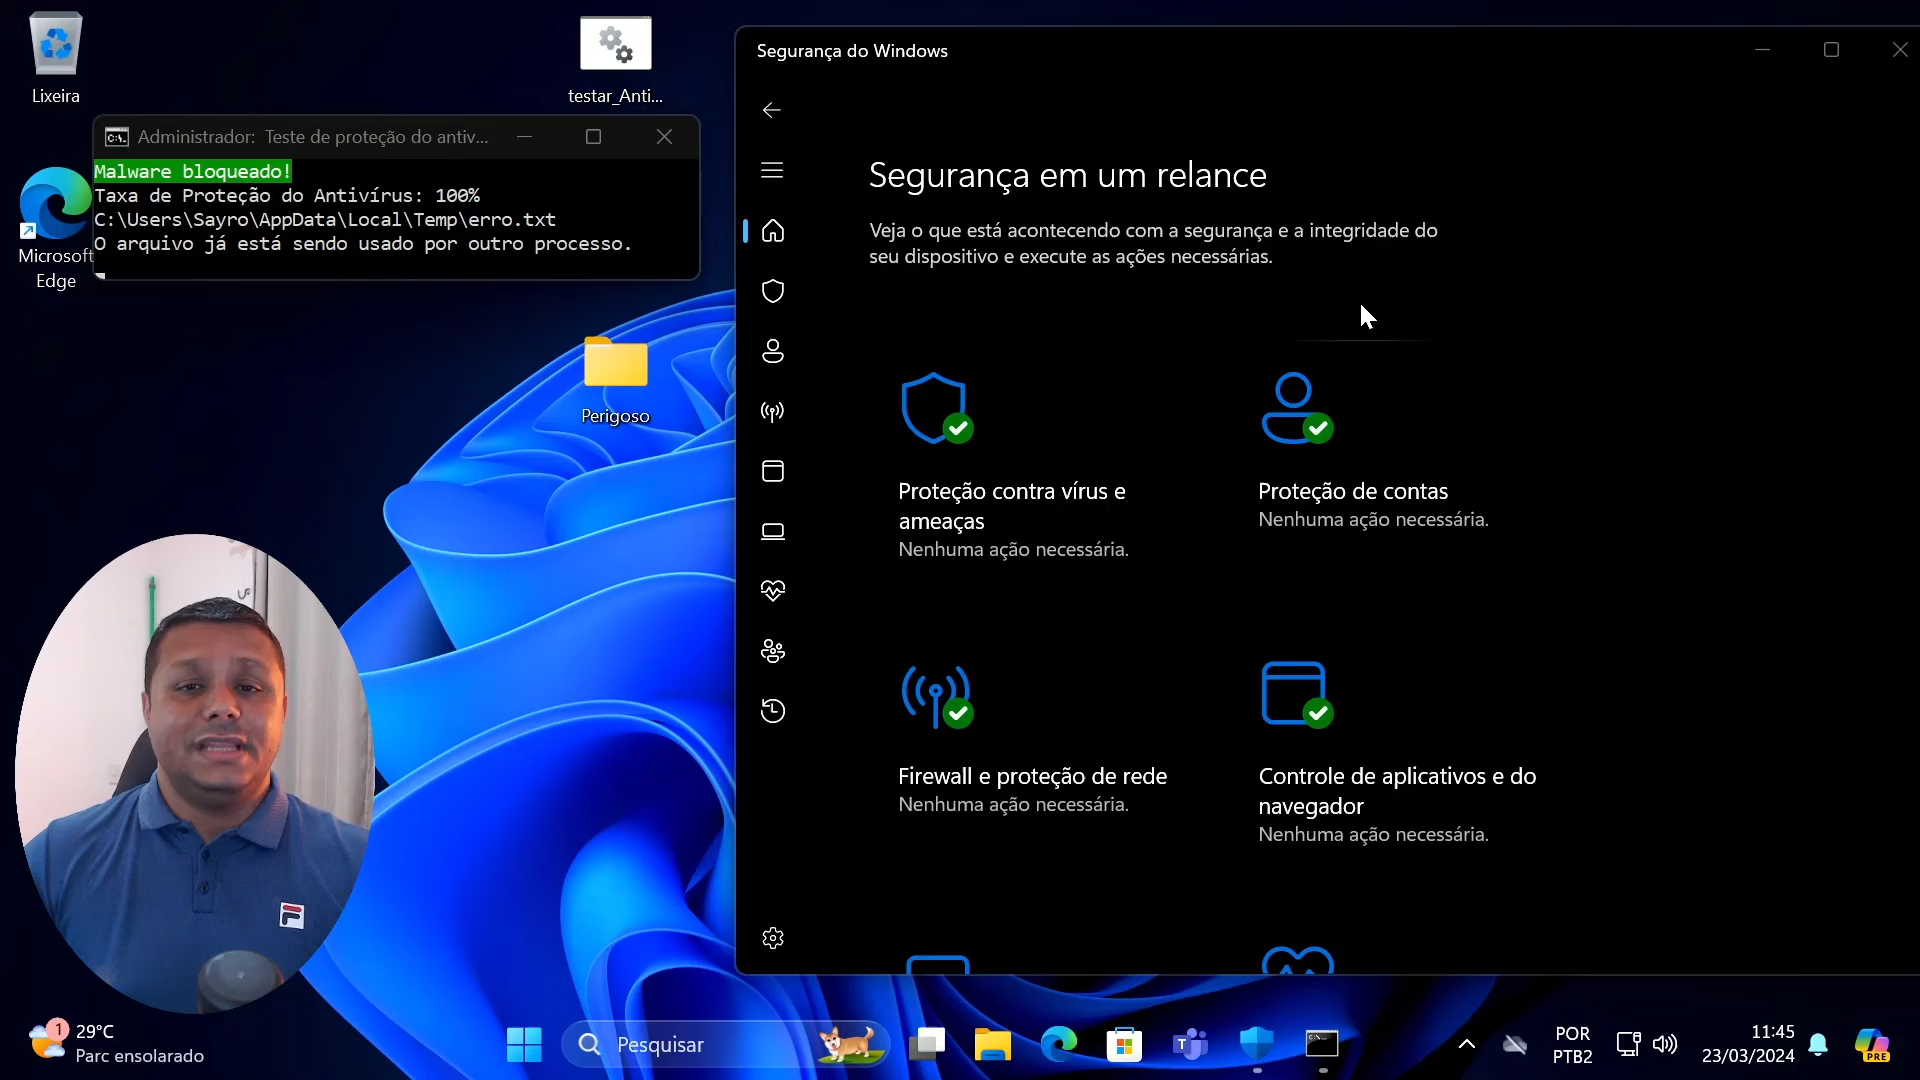 Lixeira
testar_Anti...
Administrador: Teste de proteção do antiv...
Malware bloqueado!
Taxa de Proteção do Antivírus: 100%
C:\Users\Sayro\AppData\Local\Temp\erro.txt
O arquivo já está sendo usado por outro processo.
Microsoft
Edge
Perigoso
Segurança do Windows
Segurança em um relance
Veja o que está acontecendo com a segurança e a integridade do
seu dispositivo e execute as ações necessárias.
Proteção contra vírus e
ameaças
Nenhuma ação necessária.
Proteção de contas
Nenhuma ação necessária.
Firewall e proteção de rede
Nenhuma ação necessária.
Controle de aplicativos e do
navegador
Nenhuma ação necessária.
1
29°C
Parc ensolarado
Pesquisar
POR
PTB2
11:45
23/03/2024
PRE